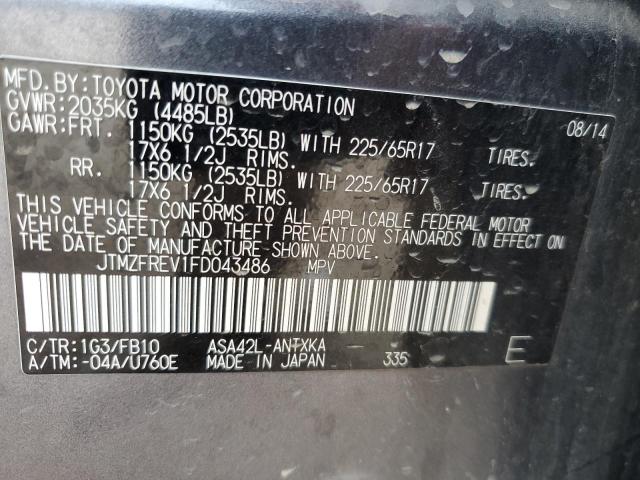 MFD.BY:TOYOTA MOTOR CORPORATION 08/14
GVWR:2035KG (4485LB)
GAWR:FRT. 1150KG (2535LB) WITH 225/65R17 TIRES.
17X6 1/2J RIMS.
RR. 1150KG (2535LB) WITH 225/65R17 TIRES.
17X6 1/2J RIMS.
THIS VEHICLE CONFORMS TO ALL APPLICABLE FEDERAL MOTOR
VEHICLE SAFETY AND THEFT PREVENTION STANDARDS IN EFFECT ON
THE DATE OF MANUFACTURE SHOWN ABOVE.
JTMZFREV1FD043486 MPV
C/TR:1G3/FB10 ASA42L-ANTXKA E
A/TM:-04A/U760E MADE IN JAPAN 335